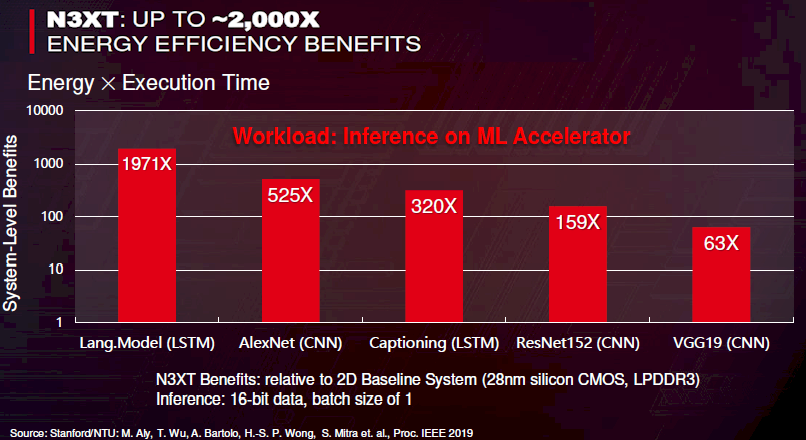 N3XT: UP TO ~2,000X
ENERGY EFFICIENCY BENEFITS
Energy × Execution Time
System-Level Benefits
10000
1000
100
10
1
Workload: Inference on ML Accelerator
1971X
525X
320X
159X
63X
Lang.Model (LSTM)
AlexNet (CNN)
Captioning (LSTM)
ResNet152 (CNN)
VGG19 (CNN)
N3XT Benefits: relative to 2D Baseline System (28nm silicon CMOS, LPDDR3)
Inference: 16-bit data, batch size of 1
Source: Stanford/NTU: M. Aly, T. Wu, A. Bartolo, H.-S. P. Wong, S. Mitra et. al., Proc. IEEE 2019